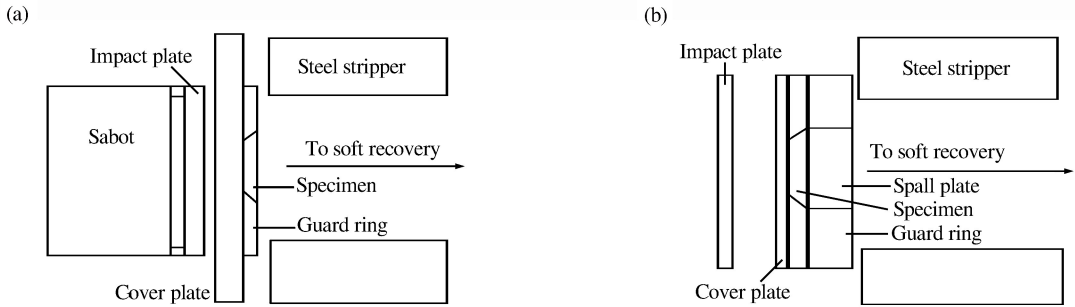 (a)
Impact plate
Steel stripper
Sabot
To soft recovery
Specimen
Guard ring
Cover plate
(b)
Impact plate
Steel stripper
To soft recovery
Spall plate
Specimen
Guard ring
Cover plate